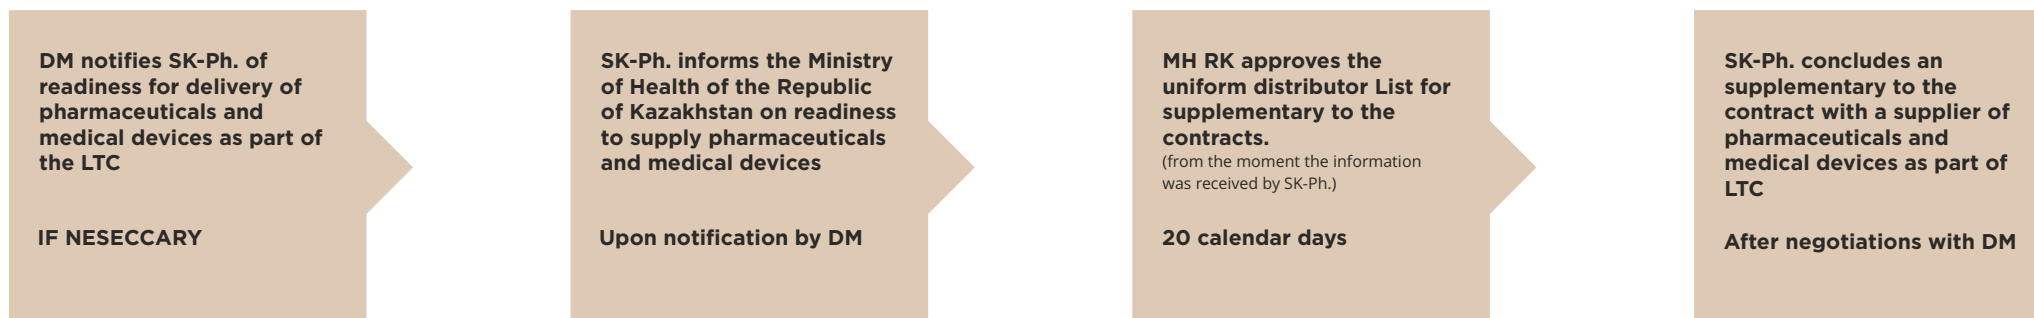 DM notifies SK-Ph. of
readiness for delivery of
pharmaceuticals and
medical devices as part of
the LTC
IF NESECCARY
SK-Ph. informs the Ministry
of Health of the Republic
of Kazakhstan on readiness
to supply pharmaceuticals
and medical devices
Upon notification by DM
MH RK approves the
uniform distributor List for
supplementary to the
contracts.
(from the moment the information
was received by SK-Ph.)
20 calendar days
SK-Ph. concludes an
supplementary to the
contract with a supplier of
pharmaceuticals and
medical devices as part of
LTC
After negotiations with DM